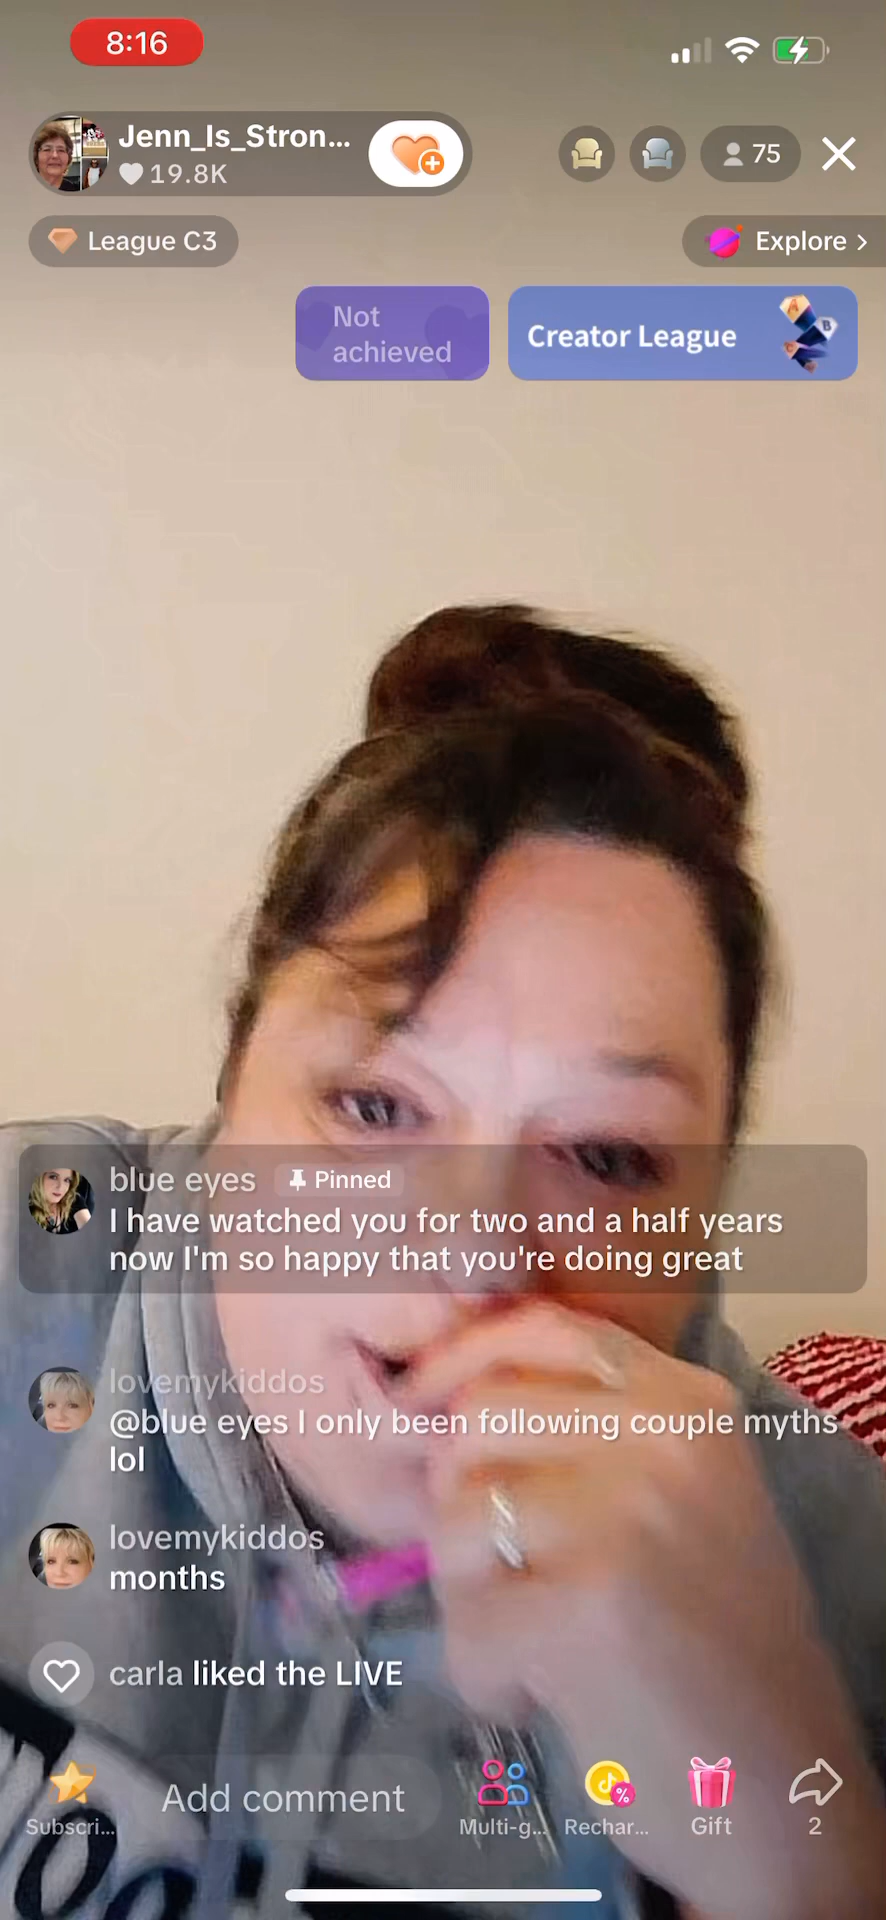 8:16
Jenn_Is_Stron...
19.8K
75
League C3
Explore >
Not
achieved
Creator League
blue eyes Pinned
I have watched you for two and a half years
now I'm so happy that you're doing great
lovemykiddos
@blue eyes I only been following couple myths
lol
lovemykiddos
months
carla liked the LIVE
Add comment
Subscri... Multi-g... Rechar... Gift 2